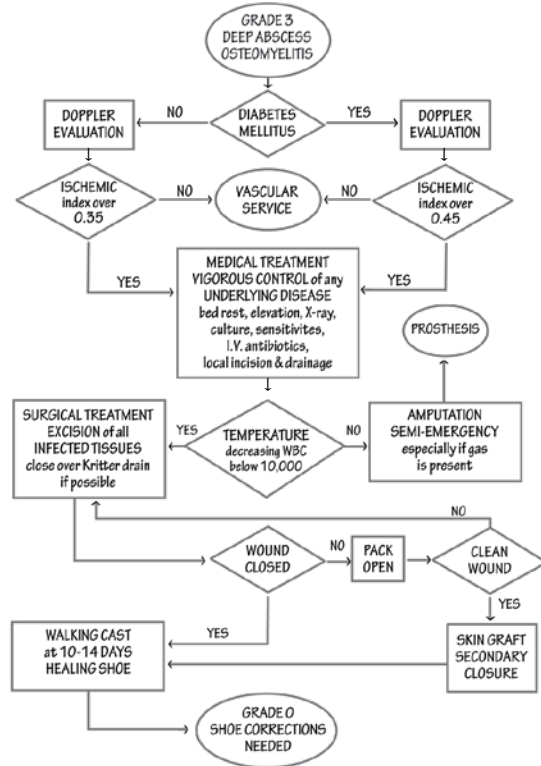 GRADE 3
DEEP ABSCESS
OSTEOMYELITIS
DOPPLER
EVALUATION
NO
DIABETES
MELLITUS
YES
DOPPLER
EVALUATION
ISCHEMIC
index over
0.35
NO
VASCULAR
SERVICE
NO
ISCHEMIC
index over
0.45
YES
MEDICAL TREATMENT
VIGOROUS CONTROL of any
UNDERLYING DISEASE
bed rest, elevation, X-ray,
culture, sensitivites,
I.V. antibiotics,
local incision & drainage
YES
PROSTHESIS
SURGICAL TREATMENT
EXCISION of all
INFECTED TISSUES
close over Kritter drain
if possible
YES
TEMPERATURE
decreasing WBC
below 10,000
NO
AMPUTATION
SEMI-EMERGENCY
especially if gas
is present
NO
WOUND
CLOSED
NO
PACK
OPEN
CLEAN
WOUND
YES
YES
WALKING CAST
at 10-14 DAYS
HEALING SHOE
SKIN GRAFT
SECONDARY
CLOSURE
GRADE 0
SHOE CORRECTIONS
NEEDED